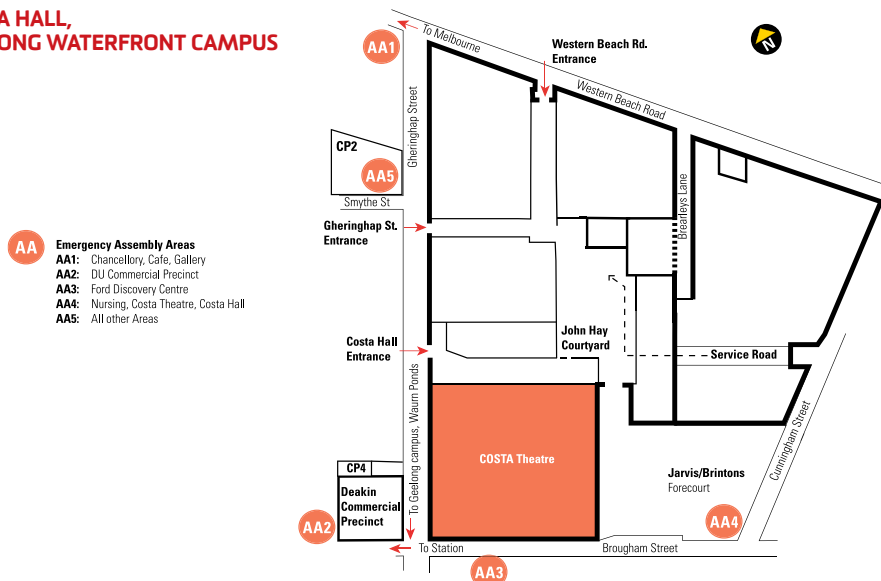 A HALL,
ONG WATERFRONT CAMPUS
AA1
To Melbourne
Western Beach Rd.
Entrance
N
Western Beach Road
Gheringhap Street
CP2
AA5
Smythe St
Brearleys Lane
Gheringhap St.
Entrance
AA
Emergency Assembly Areas
AA1: Chancellory, Cafe, Gallery
AA2: DU Commercial Precinct
AA3: Ford Discovery Centre
AA4: Nursing, Costa Theatre, Costa Hall
AA5: All other Areas
Costa Hall
Entrance
John Hay
Courtyard
Service Road
To Geelong campus, Waurn Ponds
Cunningham Street
COSTA Theatre
CP4
Deakin
Commercial
Precinct
Jarvis/Brintons
Forecourt
AA2
AA4
To Station
Brougham Street
AA3